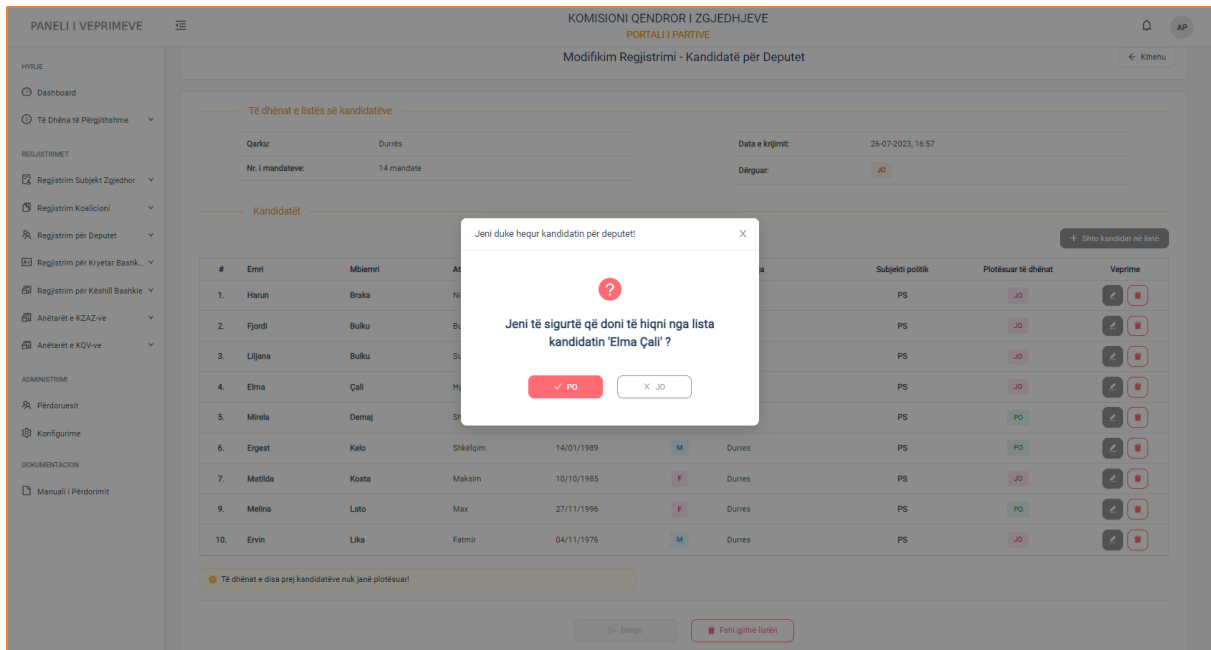 PANELI I VEPRIMEVE
KOMISIONI QENDROR I ZGJEDHJEVE
PORTALI I PARTIVE
AP
Modifikim Regjistrimi - Kandidatë për Deputet
← Kthehu
HYRJE
Dashboard
Të Dhëna të Përgjithshme
REGJISTRIMET
Regjistrim Subjekt Zgjedhor
Regjistrim Koalicioni
Regjistrim për Deputet
Regjistrim për Kryetar Bashk...
Regjistrim për Këshill Bashkie
Anëtarët e KZAZ-ve
Anëtarët e KQV-ve
ADMINISTRIMI
Përdoruesit
Konfigurime
DOKUMENTACION
Manuali i Përdorimit
Të dhënat e listës së kandidatëve
Qarku: Durrës
Data e krijimit: 26-07-2023, 16:57
Nr. i mandateve: 14 mandate
Dërguar: JO
Kandidatët
+ Shto kandidat në listë
# Emri Mbiemri Subjekti politik Plotësuar të dhënat Veprime
1. Harun Braka PS JO
2. Fjordi Bulku PS JO
3. Liljana Bulku PS JO
4. Elma Çali PS JO
5. Mirela Demaj PS PO
6. Ergest Kelo Shkëlqim 14/01/1989 M Durres PS PO
7. Matilda Kosta Maksim 10/10/1985 F Durres PS JO
9. Melina Lato Max 27/11/1996 F Durres PS PO
10. Ervin Lika Fatmir 04/11/1976 M Durres PS JO
Të dhënat e disa prej kandidatëve nuk janë plotësuar!
Dërgo
Fshi gjithë listën
Jeni duke hequr kandidatin për deputet!
Jeni të sigurtë që doni të hiqni nga lista
kandidatin 'Elma Çali' ?
PO
JO